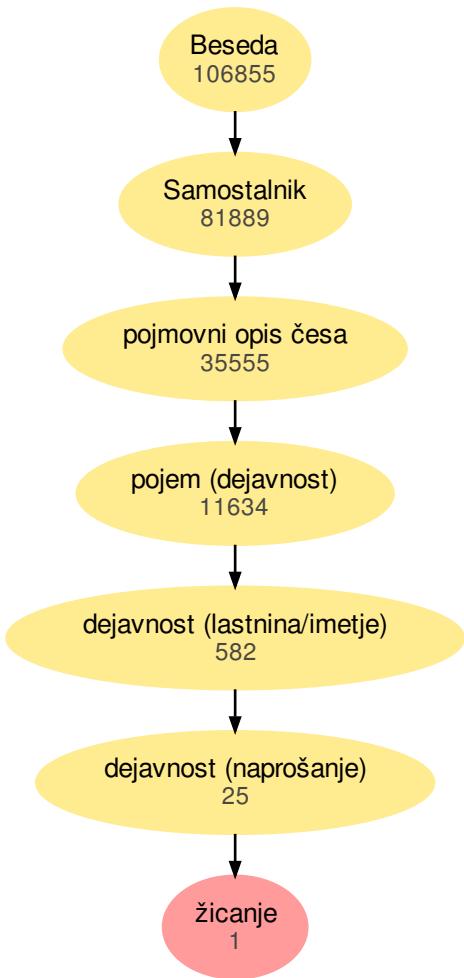 Beseda
106855
Samostalnik
81889
pojmovni opis česa
35555
pojem (dejavnost)
11634
dejavnost (lastnina/imetje)
582
dejavnost (naprošanje)
25
žicanje
1